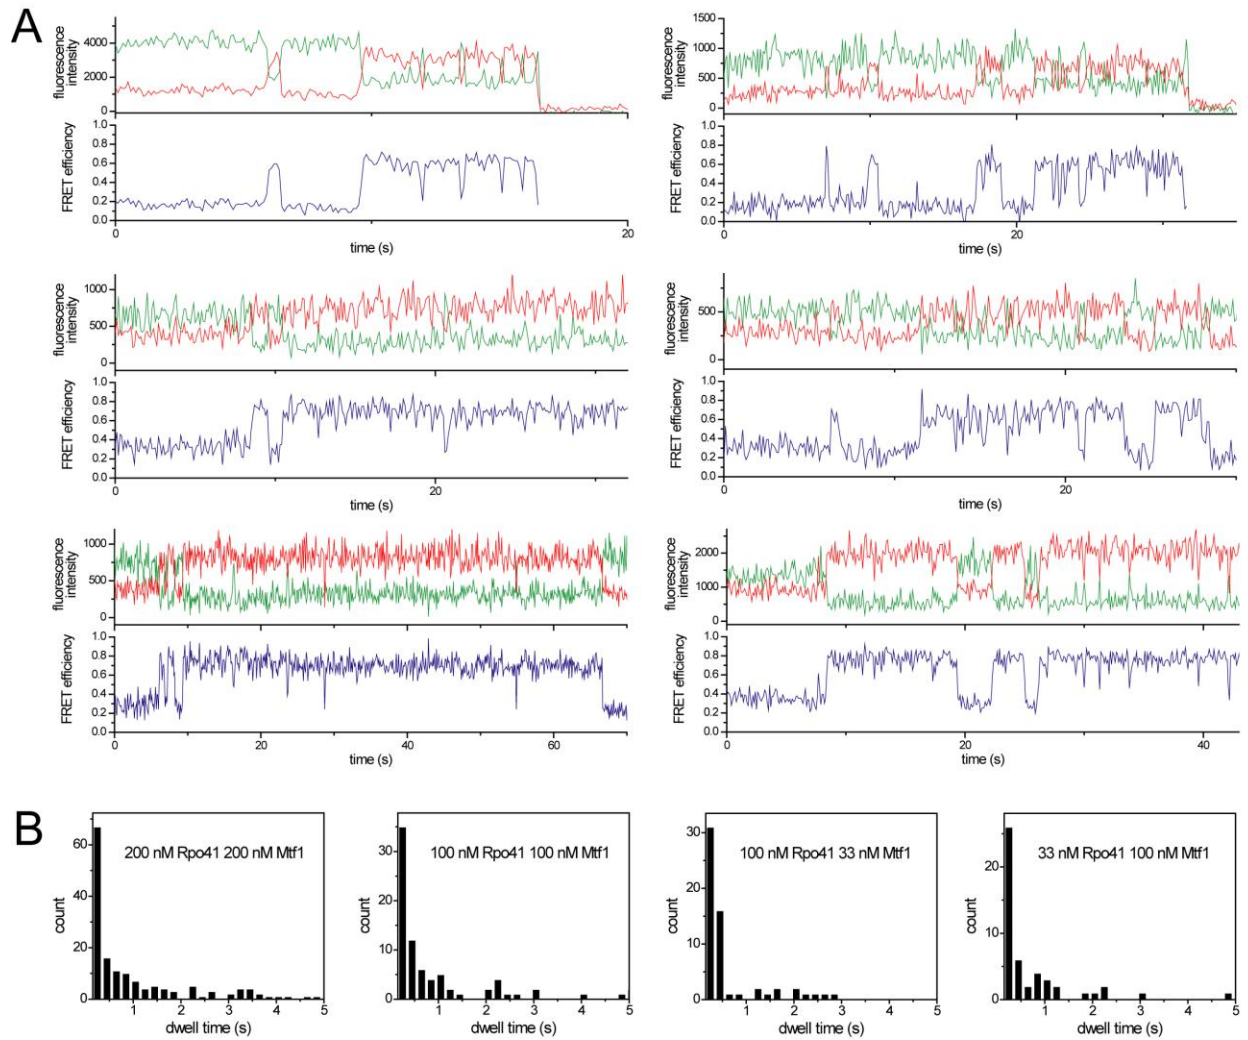 A
fluorescence
intensity
4000
2000
0
FRET efficiency
1.0
0.8
0.6
0.4
0.2
0.0
0
20
time (s)
fluorescence
intensity
1500
1000
500
0
FRET efficiency
1.0
0.8
0.6
0.4
0.2
0.0
0
20
time (s)
fluorescence
intensity
1000
500
0
FRET efficiency
1.0
0.8
0.6
0.4
0.2
0.0
0
20
time (s)
fluorescence
intensity
500
0
FRET efficiency
1.0
0.8
0.6
0.4
0.2
0.0
0
20
time (s)
fluorescence
intensity
1000
500
0
FRET efficiency
1.0
0.8
0.6
0.4
0.2
0.0
0
20
40
60
time (s)
fluorescence
intensity
2000
1000
0
FRET efficiency
1.0
0.8
0.6
0.4
0.2
0.0
0
20
40
time (s)
B
200 nM Rpo41 200 nM Mtf1
count
60
40
20
0
1 2 3 4 5
dwell time (s)
100 nM Rpo41 100 nM Mtf1
count
30
20
10
0
1 2 3 4 5
dwell time (s)
100 nM Rpo41 33 nM Mtf1
count
30
20
10
0
1 2 3 4 5
dwell time (s)
33 nM Rpo41 100 nM Mtf1
count
20
10
0
1 2 3 4 5
dwell time (s)